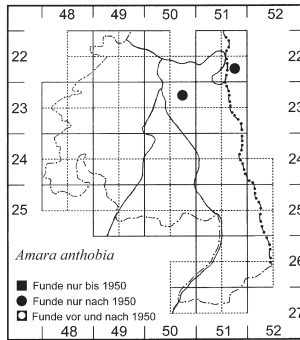 48 49 50 51 52
22 22
23 23
24 24
25 25
Amara anthobia 26
Funde nur bis 1950
Funde nur nach 1950
Funde vor und nach 1950
27
48 49 50 51 52